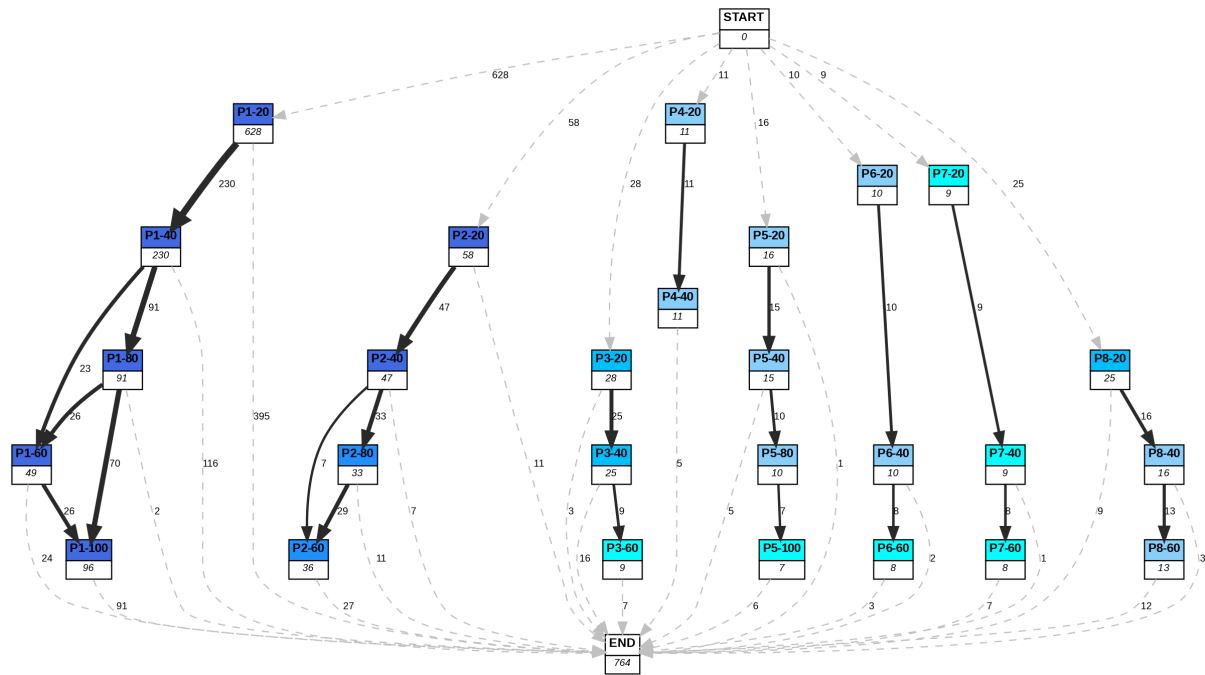 START
0
628
11
10
9
P1-20
628
58
P4-20
11
16
230
28
11
25
P6-20
10
P7-20
9
P1-40
230
P2-20
58
P5-20
16
91
47
P4-40
11
15
10
9
23
P1-80
91
P2-40
47
P3-20
28
P5-40
15
P8-20
25
26
395
33
25
10
16
P1-60
49
70
116
7
P2-80
33
11
P3-40
25
5
P5-80
10
1
P6-40
10
P7-40
9
P8-40
16
26
2
29
7
3
9
5
7
8
8
9
13
P1-100
96
24
P2-60
36
11
16
P3-60
9
P5-100
7
P6-60
8
2
P7-60
8
1
P8-60
13
3
91
27
7
6
3
7
12
END
764